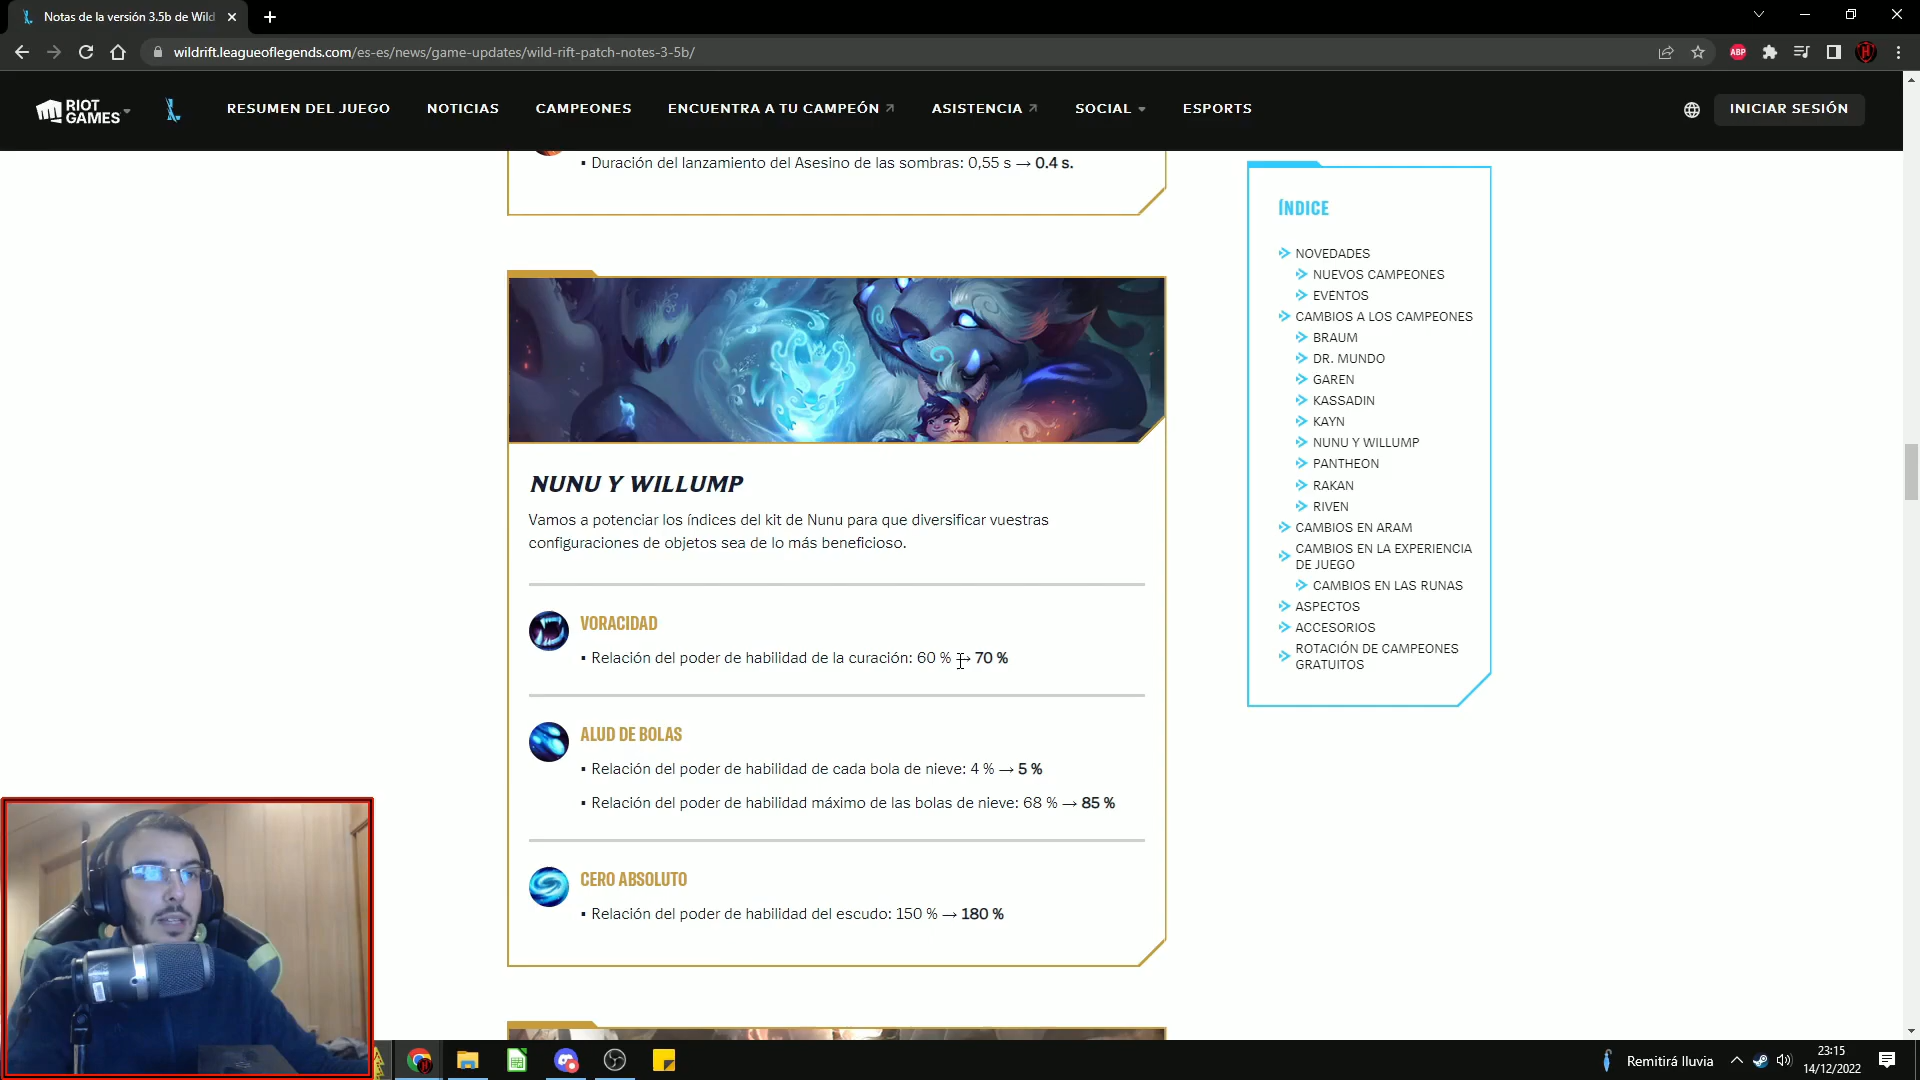 Notas de la versión 3.5b de Wild
wildrift.leagueoflegends.com/es-es/news/game-updates/wild-rift-patch-notes-3-5b/
ABP
RIOT GAMES
RESUMEN DEL JUEGO
NOTICIAS
CAMPEONES
ENCUENTRA A TU CAMPEÓN
ASISTENCIA
SOCIAL
ESPORTS
INICIAR SESIÓN
▪ Duración del lanzamiento del Asesino de las sombras: 0,55 s → 0.4 s.
NUNU Y WILLUMP
Vamos a potenciar los índices del kit de Nunu para que diversificar vuestras
configuraciones de objetos sea de lo más beneficioso.
VORACIDAD
▪ Relación del poder de habilidad de la curación: 60 % → 70 %
ALUD DE BOLAS
▪ Relación del poder de habilidad de cada bola de nieve: 4 % → 5 %
▪ Relación del poder de habilidad máximo de las bolas de nieve: 68 % → 85 %
CERO ABSOLUTO
▪ Relación del poder de habilidad del escudo: 150 % → 180 %
ÍNDICE
NOVEDADES
NUEVOS CAMPEONES
EVENTOS
CAMBIOS A LOS CAMPEONES
BRAUM
DR. MUNDO
GAREN
KASSADIN
KAYN
NUNU Y WILLUMP
PANTHEON
RAKAN
RIVEN
CAMBIOS EN ARAM
CAMBIOS EN LA EXPERIENCIA
DE JUEGO
CAMBIOS EN LAS RUNAS
ASPECTOS
ACCESORIOS
ROTACIÓN DE CAMPEONES
GRATUITOS
Remitirá lluvia
23:15
14/12/2022